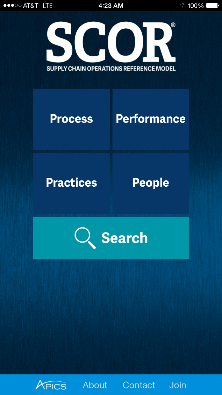 AT&T LTE 4:23 AM 100%
SCOR®
SUPPLY CHAIN OPERATIONS REFERENCE MODEL
Process Performance
Practices People
Search
APICS About Contact Join